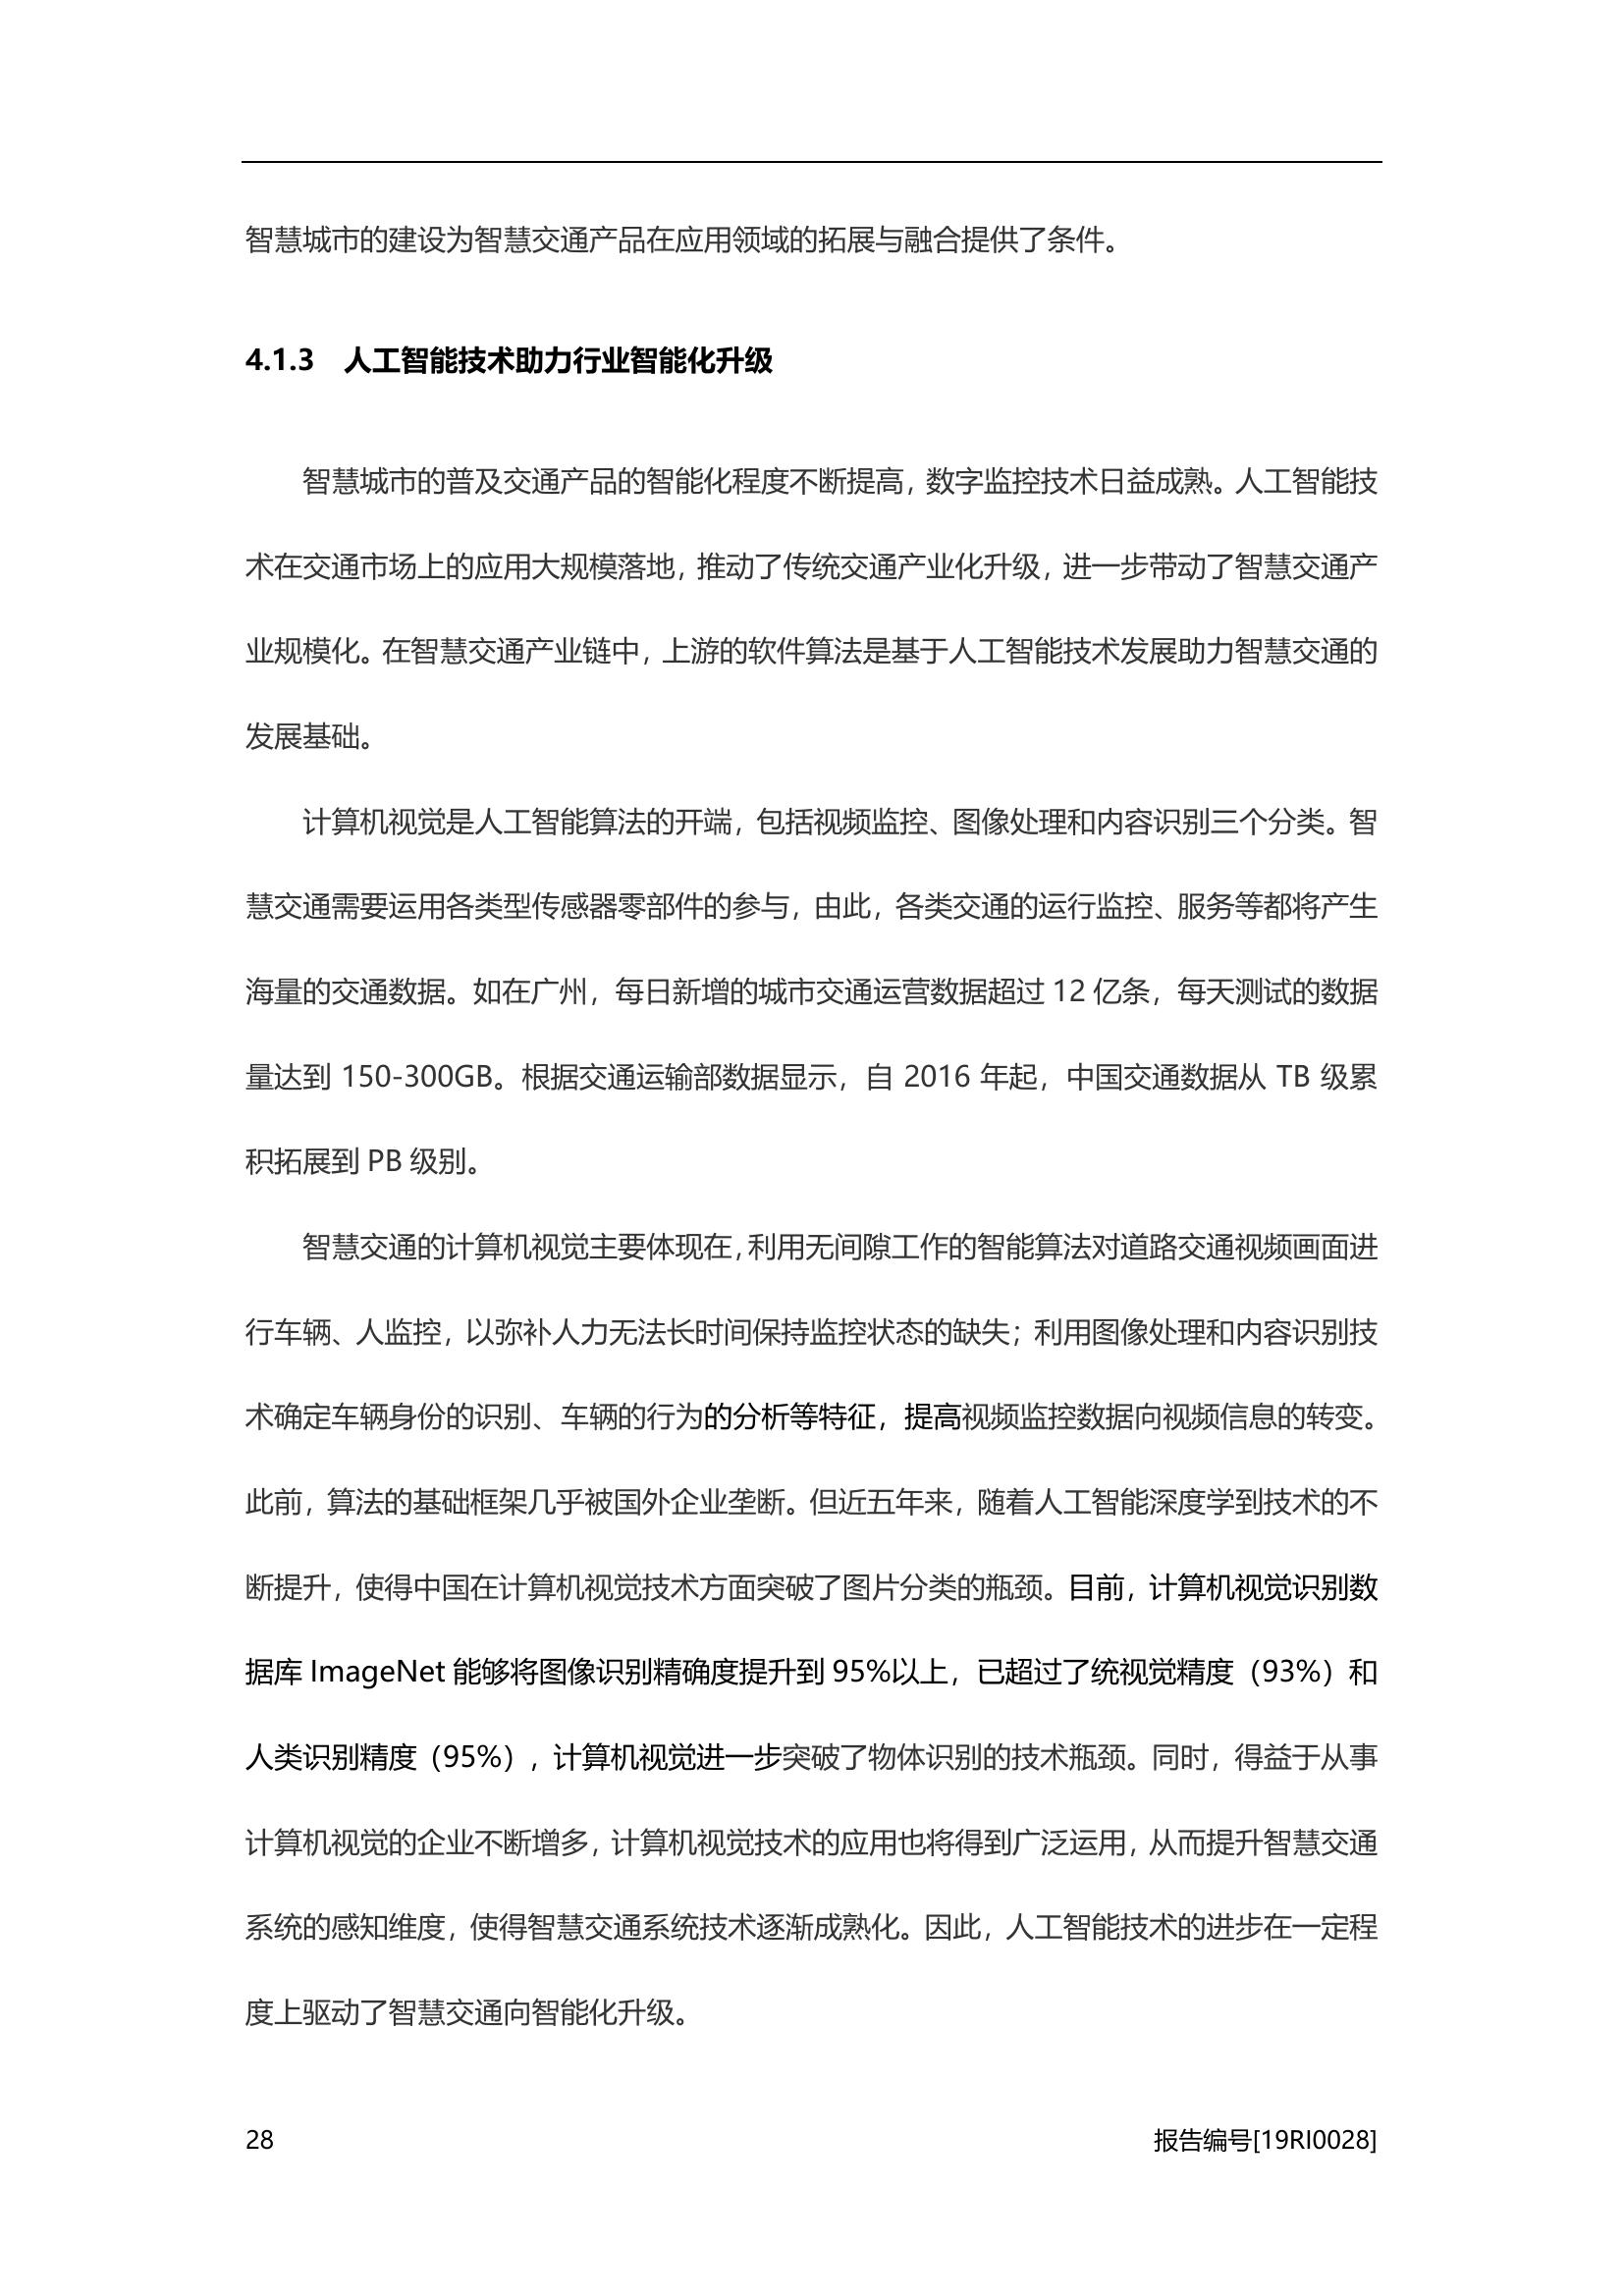 智慧城市的建设为智慧交通产品在应用领域的拓展与融合提供了条件。
4.1.3 人工智能技术助力行业智能化升级
智慧城市的普及交通产品的智能化程度不断提高，数字监控技术日益成熟。人工智能技
术在交通市场上的应用大规模落地，推动了传统交通产业化升级，进一步带动了智慧交通产
业规模化。在智慧交通产业链中，上游的软件算法是基于人工智能技术发展助力智慧交通的
发展基础。
计算机视觉是人工智能算法的开端，包括视频监控、图像处理和内容识别三个分类。智
慧交通需要运用各类型传感器零部件的参与，由此，各类交通的运行监控、服务等都将产生
海量的交通数据。如在广州，每日新增的城市交通运营数据超过 12 亿条，每天测试的数据
量达到 150-300GB。根据交通运输部数据显示，自 2016 年起，中国交通数据从 TB 级累
积拓展到 PB 级别。
智慧交通的计算机视觉主要体现在，利用无间隙工作的智能算法对道路交通视频画面进
行车辆、人监控，以弥补人力无法长时间保持监控状态的缺失；利用图像处理和内容识别技
术确定车辆身份的识别、车辆的行为的分析等特征，提高视频监控数据向视频信息的转变。
此前，算法的基础框架几乎被国外企业垄断。但近五年来，随着人工智能深度学到技术的不
断提升，使得中国在计算机视觉技术方面突破了图片分类的瓶颈。目前，计算机视觉识别数
据库 ImageNet 能够将图像识别精确度提升到 95%以上，已超过了统视觉精度（93%）和
人类识别精度（95%），计算机视觉进一步突破了物体识别的技术瓶颈。同时，得益于从事
计算机视觉的企业不断增多，计算机视觉技术的应用也将得到广泛运用，从而提升智慧交通
系统的感知维度，使得智慧交通系统技术逐渐成熟化。因此，人工智能技术的进步在一定程
度上驱动了智慧交通向智能化升级。
28 报告编号[19RI0028]